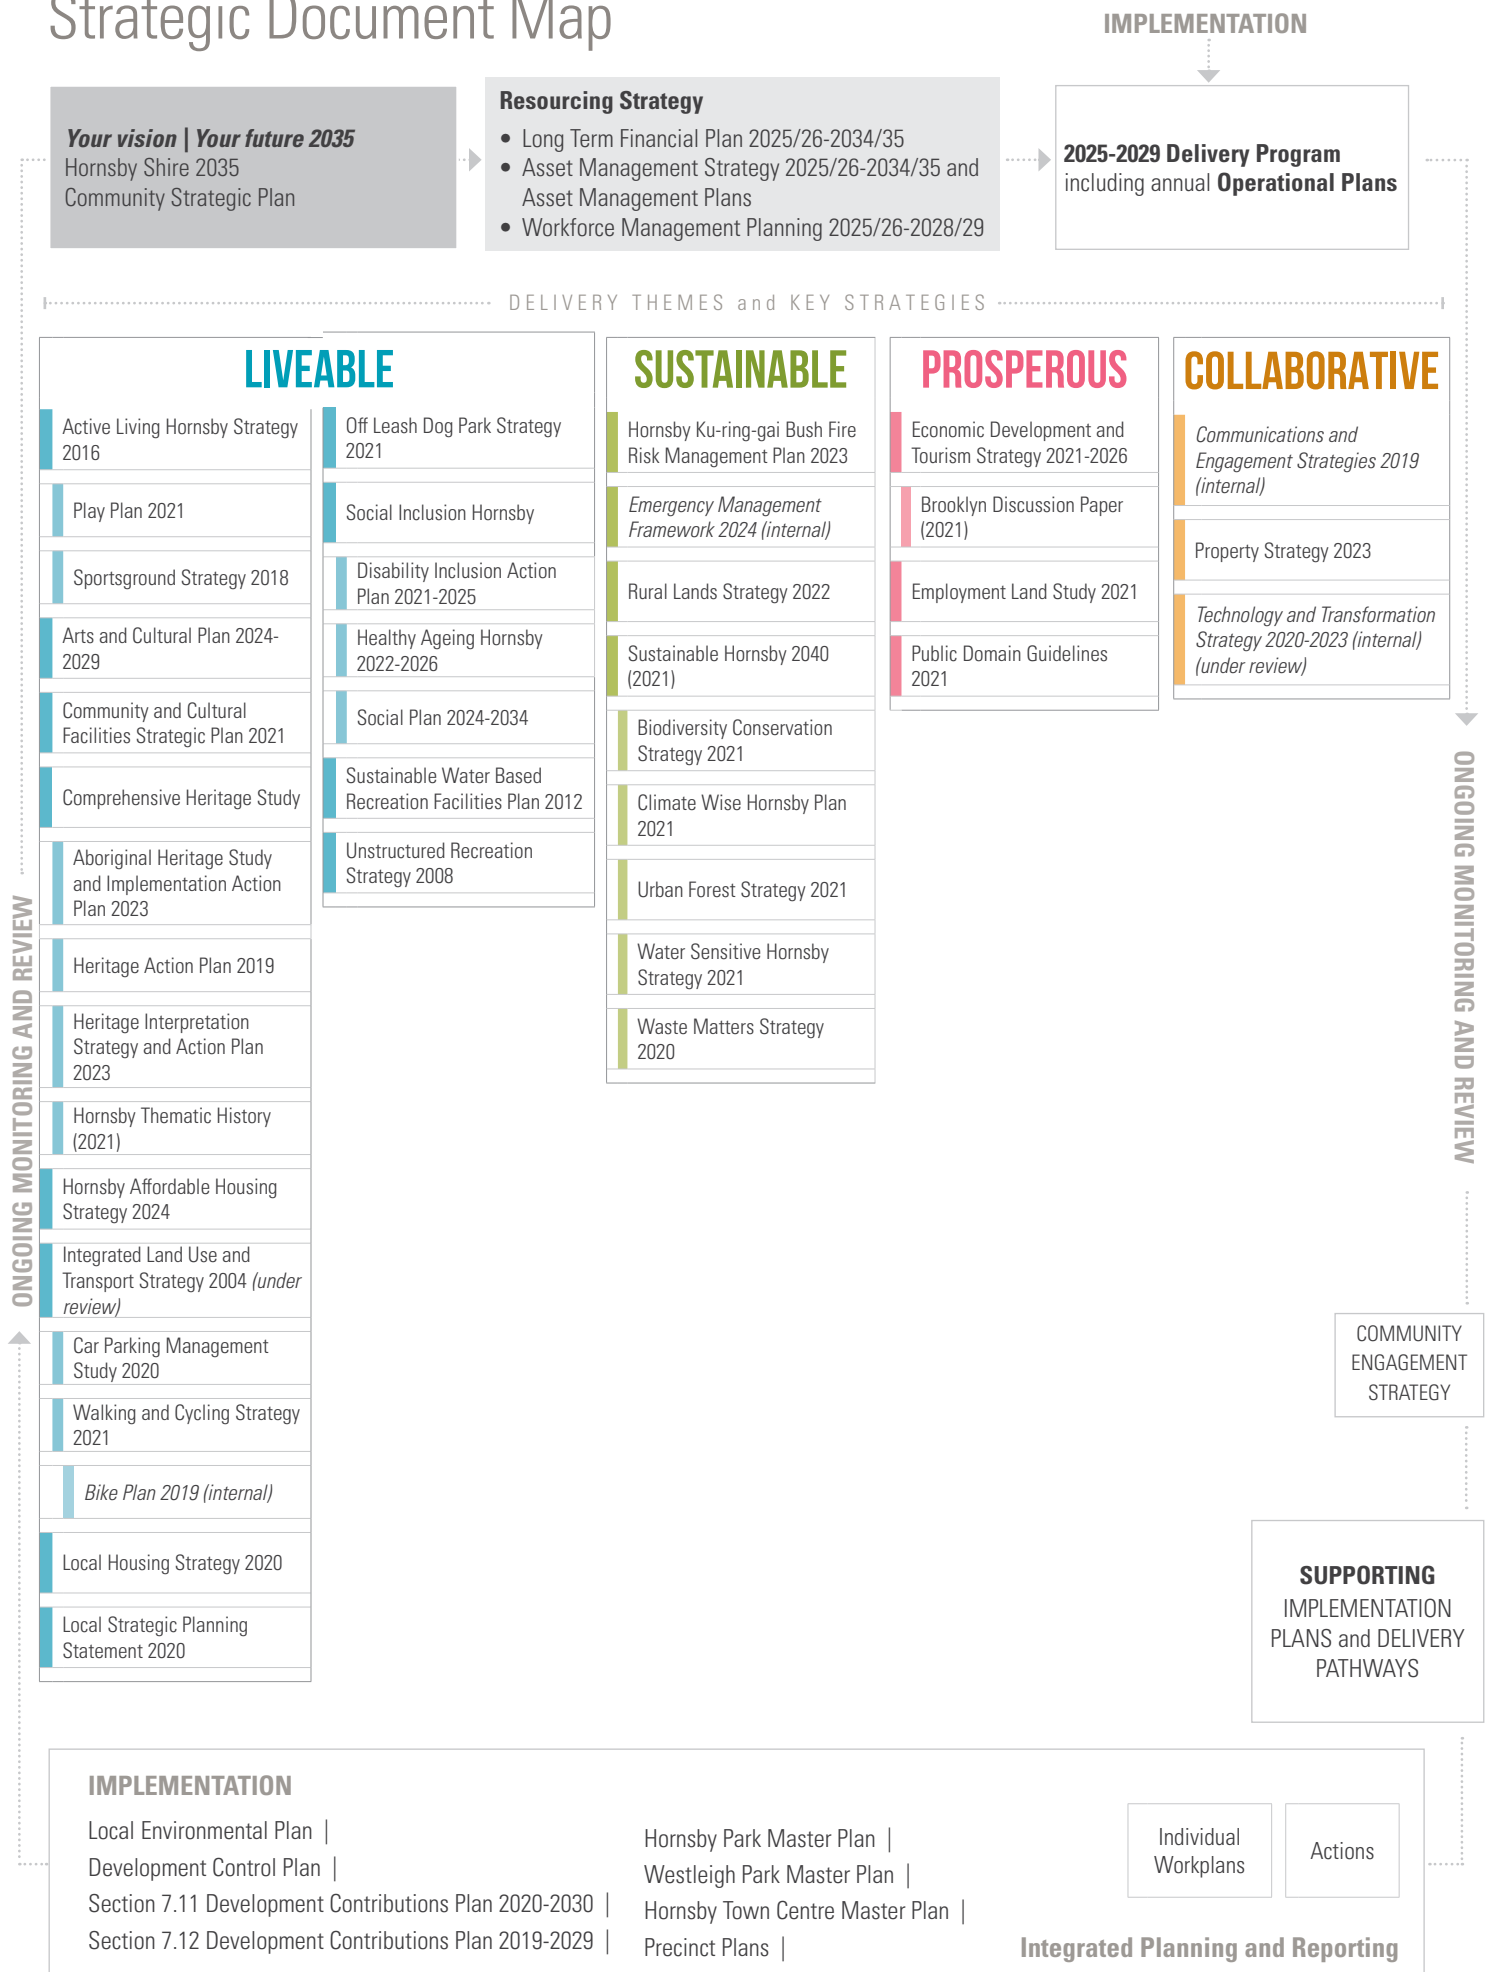 Strategic Document Map
IMPLEMENTATION
Your vision | Your future 2035
Hornsby Shire 2035
Community Strategic Plan
Resourcing Strategy
• Long Term Financial Plan 2025/26-2034/35
• Asset Management Strategy 2025/26-2034/35 and
Asset Management Plans
• Workforce Management Planning 2025/26-2028/29
2025-2029 Delivery Program
including annual Operational Plans
DELIVERY THEMES and KEY STRATEGIES
LIVEABLE
Active Living Hornsby Strategy
2016
Play Plan 2021
Sportsground Strategy 2018
Arts and Cultural Plan 2024-
2029
Community and Cultural
Facilities Strategic Plan 2021
Comprehensive Heritage Study
Aboriginal Heritage Study
and Implementation Action
Plan 2023
Heritage Action Plan 2019
Heritage Interpretation
Strategy and Action Plan
2023
Hornsby Thematic History
(2021)
Hornsby Affordable Housing
Strategy 2024
Integrated Land Use and
Transport Strategy 2004 (under
review)
Car Parking Management
Study 2020
Walking and Cycling Strategy
2021
Bike Plan 2019 (internal)
Local Housing Strategy 2020
Local Strategic Planning
Statement 2020
Off Leash Dog Park Strategy
2021
Social Inclusion Hornsby
Disability Inclusion Action
Plan 2021-2025
Healthy Ageing Hornsby
2022-2026
Social Plan 2024-2034
Sustainable Water Based
Recreation Facilities Plan 2012
Unstructured Recreation
Strategy 2008
SUSTAINABLE
Hornsby Ku-ring-gai Bush Fire
Risk Management Plan 2023
Emergency Management
Framework 2024 (internal)
Rural Lands Strategy 2022
Sustainable Hornsby 2040
(2021)
Biodiversity Conservation
Strategy 2021
Climate Wise Hornsby Plan
2021
Urban Forest Strategy 2021
Water Sensitive Hornsby
Strategy 2021
Waste Matters Strategy
2020
PROSPEROUS
Economic Development and
Tourism Strategy 2021-2026
Brooklyn Discussion Paper
(2021)
Employment Land Study 2021
Public Domain Guidelines
2021
COLLABORATIVE
Communications and
Engagement Strategies 2019
(internal)
Property Strategy 2023
Technology and Transformation
Strategy 2020-2023 (internal)
(under review)
ONGOING MONITORING AND REVIEW
ONGOING MONITORING AND REVIEW
COMMUNITY
ENGAGEMENT
STRATEGY
SUPPORTING
IMPLEMENTATION
PLANS and DELIVERY
PATHWAYS
IMPLEMENTATION
Local Environmental Plan |
Development Control Plan |
Section 7.11 Development Contributions Plan 2020-2030 |
Section 7.12 Development Contributions Plan 2019-2029 |
Hornsby Park Master Plan |
Westleigh Park Master Plan |
Hornsby Town Centre Master Plan |
Precinct Plans |
Individual
Workplans
Actions
Integrated Planning and Reporting